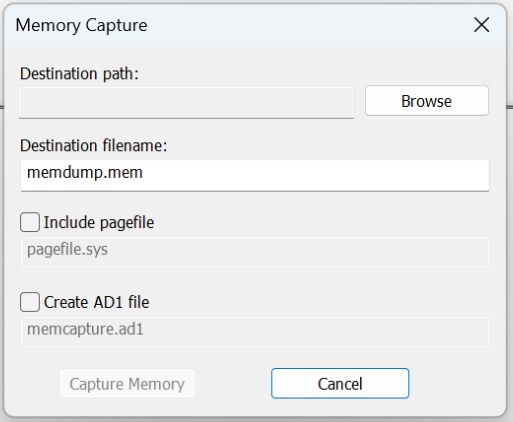 Memory Capture
Destination path:
Browse
Destination filename:
memdump.mem
Include pagefile
pagefile.sys
Create AD1 file
memcapture.ad1
Capture Memory
Cancel